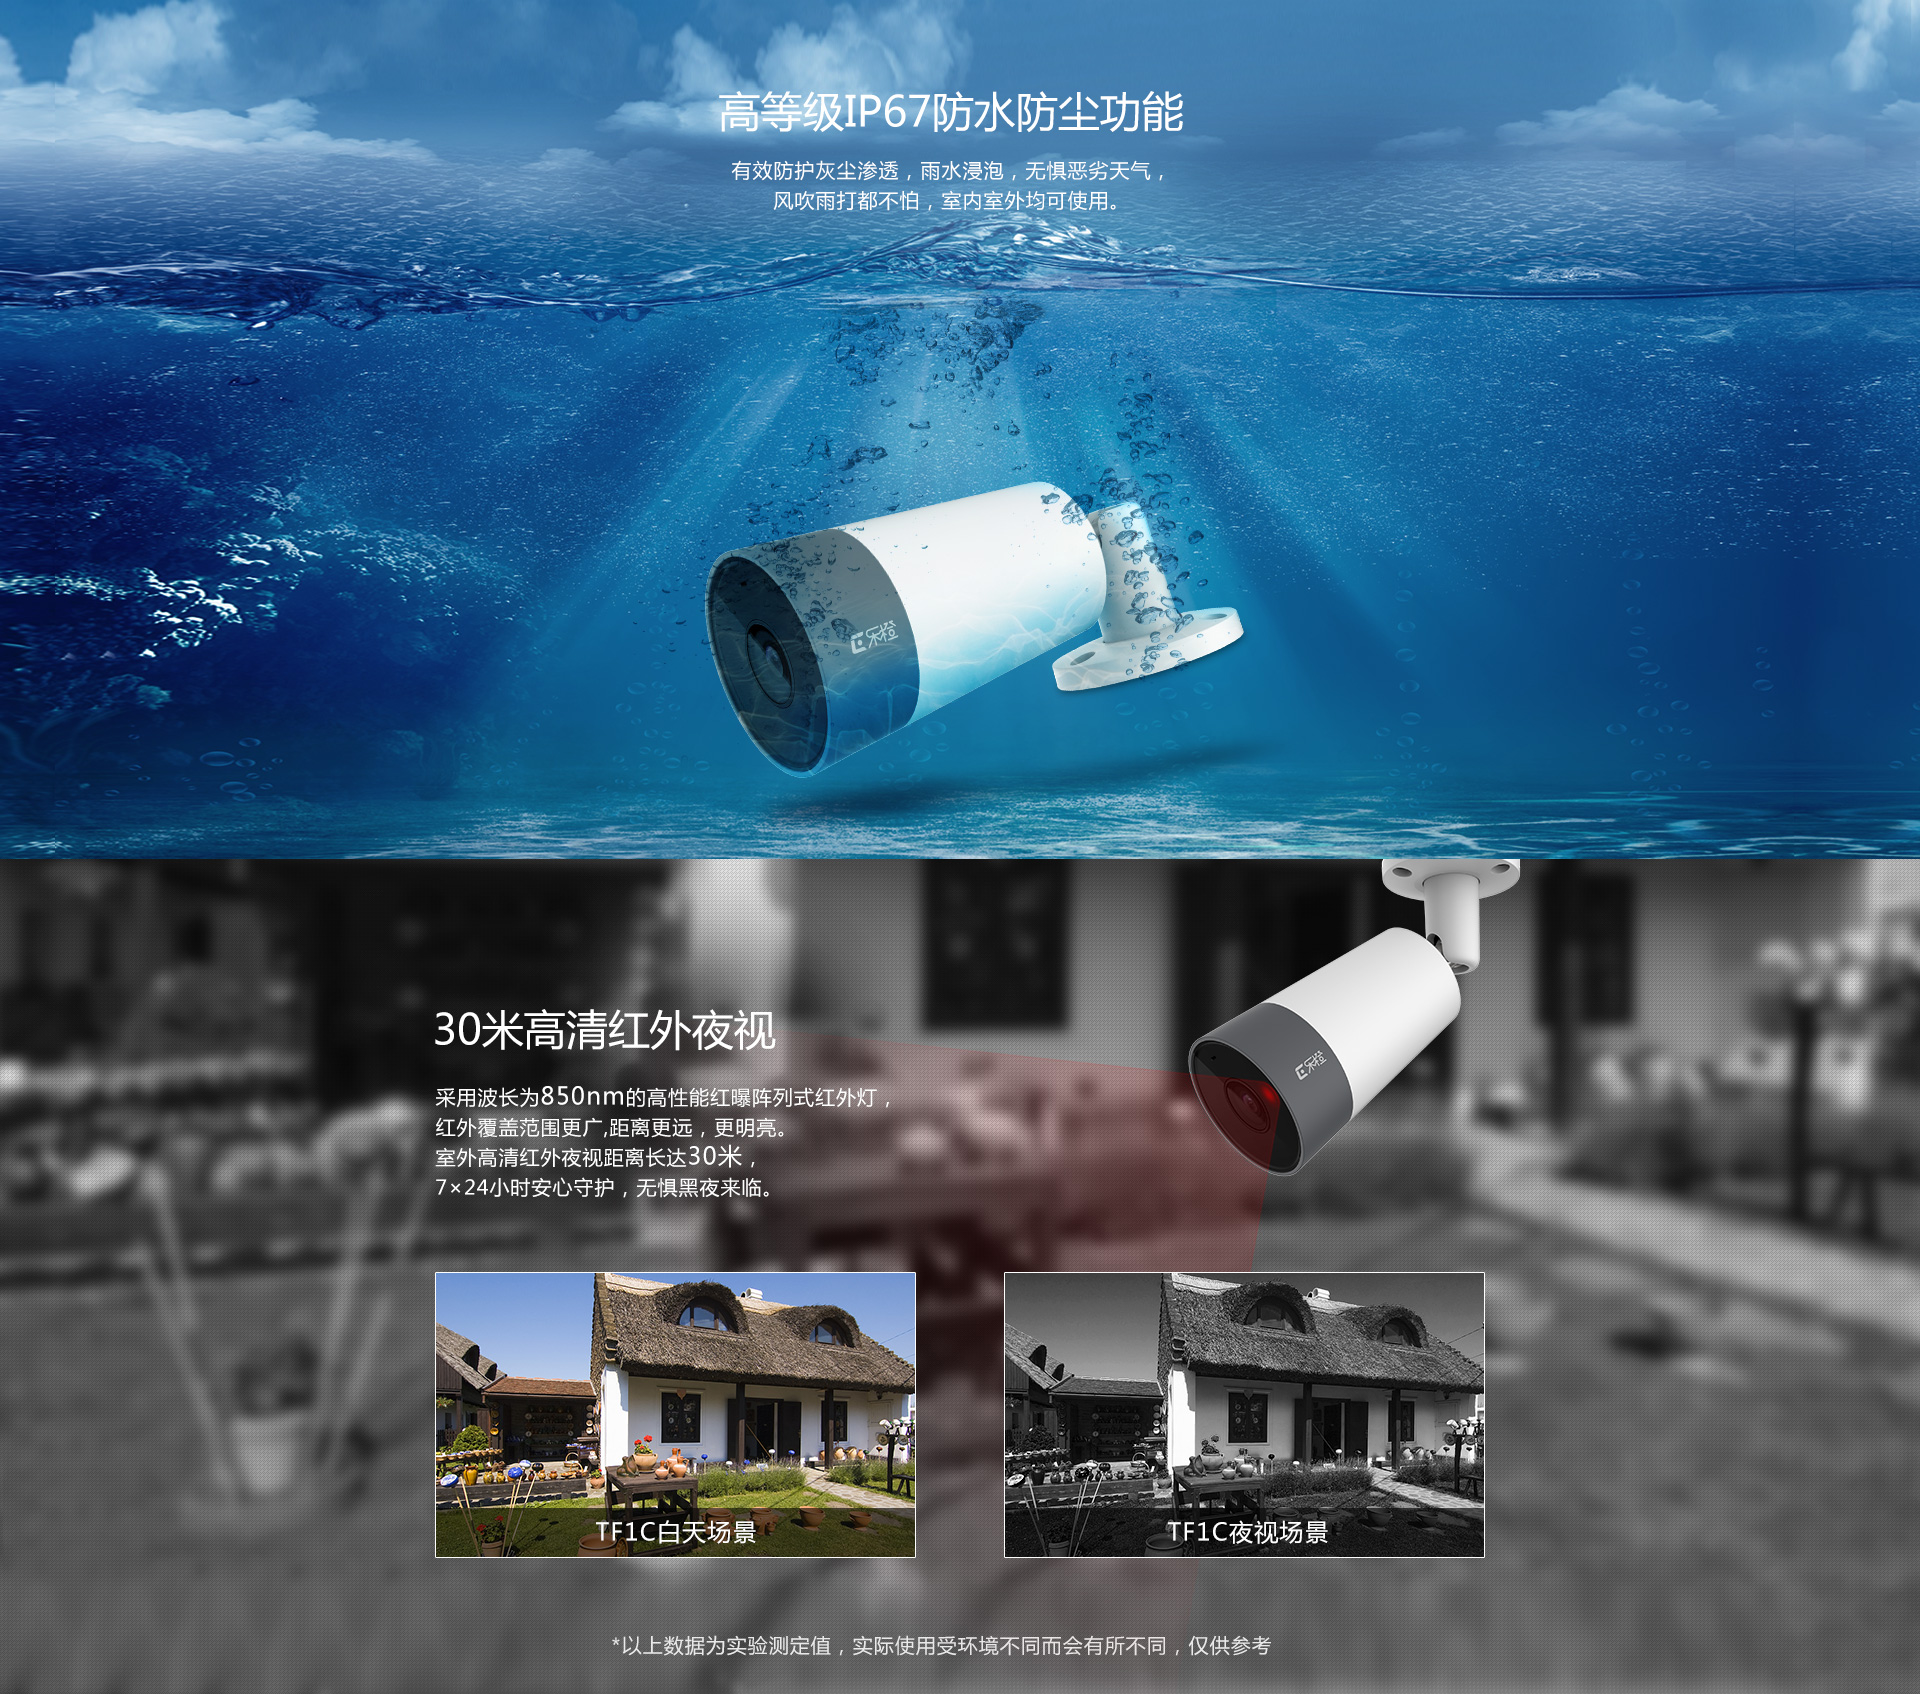 高等级IP67防水防尘功能
有效防护灰尘渗透，雨水浸泡，无惧恶劣天气，
风吹雨打都不怕，室内室外均可使用。
乐橙
乐橙
30米高清红外夜视
采用波长为850nm的高性能红曝阵列式红外灯，
红外覆盖范围更广,距离更远，更明亮。
室外高清红外夜视距离长达30米，
7×24小时安心守护，无惧黑夜来临。
TF1C白天场景
TF1C夜视场景
*以上数据为实验测定值，实际使用受环境不同而会有所不同，仅供参考